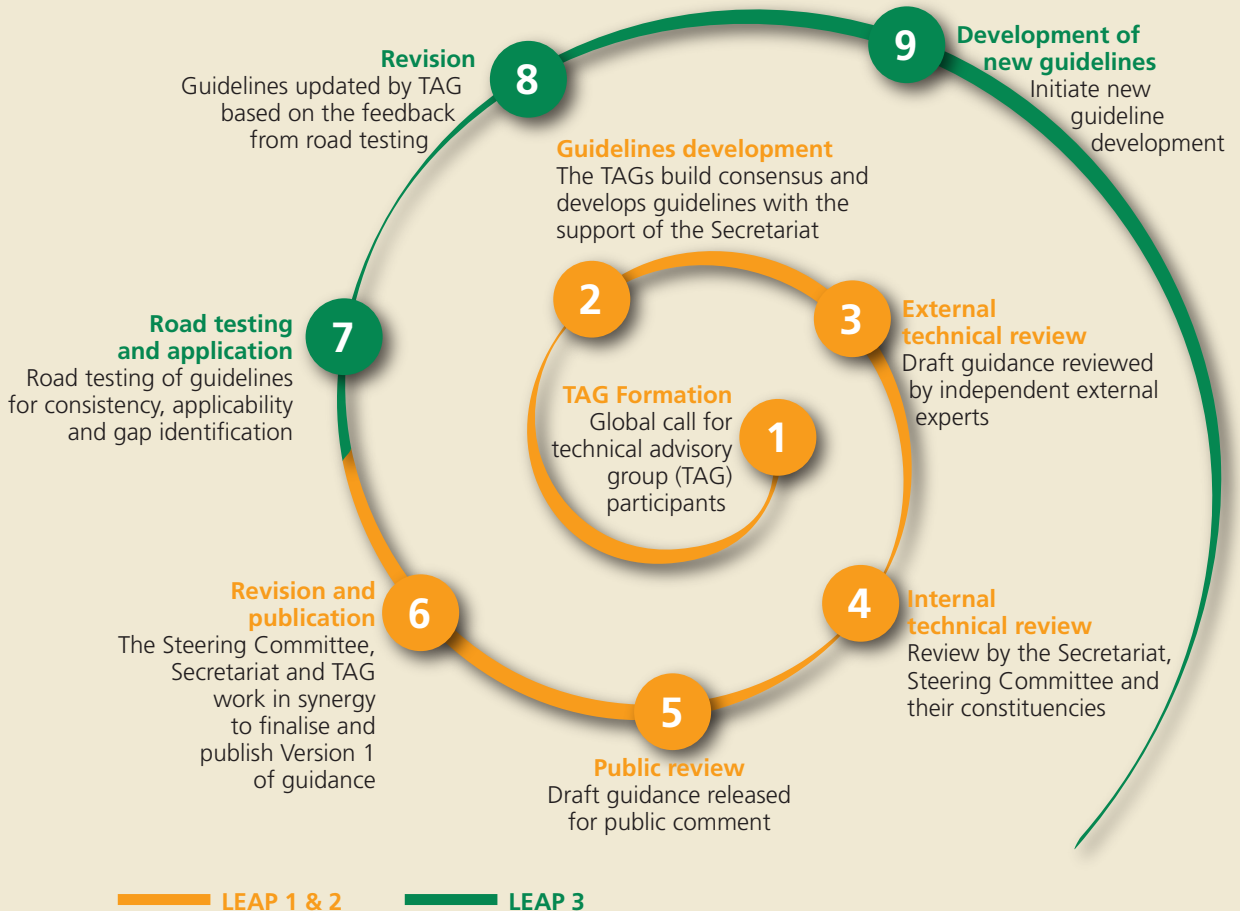 1
TAG Formation
Global call for
technical advisory
group (TAG)
participants
2
Guidelines development
The TAGs build consensus and
develops guidelines with the
support of the Secretariat
3
External
technical review
Draft guidance reviewed
by independent external
experts
4
Internal
technical review
Review by the Secretariat,
Steering Committee and
their constituencies
5
Public review
Draft guidance released
for public comment
6
Revision and
publication
The Steering Committee,
Secretariat and TAG
work in synergy
to finalise and
publish Version 1
of guidance
7
Road testing
and application
Road testing of guidelines
for consistency, applicability
and gap identification
8
Revision
Guidelines updated by TAG
based on the feedback
from road testing
9
Development of
new guidelines
Initiate new
guideline
development
LEAP 1 & 2
LEAP 3